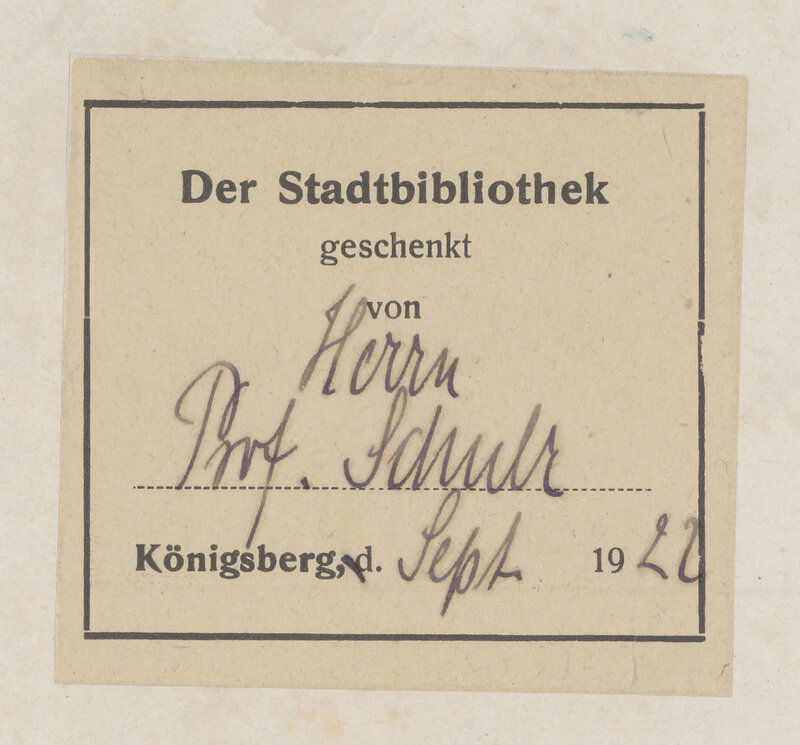 Der Stadtbibliothek
geschenkt
von
Herrn
Prof. Schulz
Königsberg, d. Sept. 1922